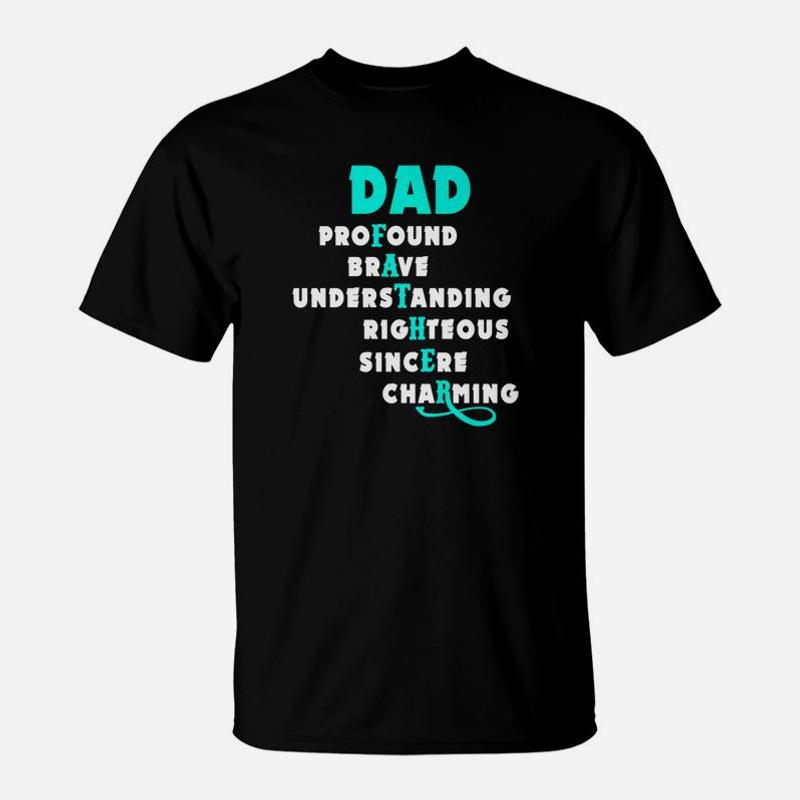 DAD
PROFOUND
BRAVE
UNDERSTANDING
RIGHTEOUS
SINCERE
CHARMING